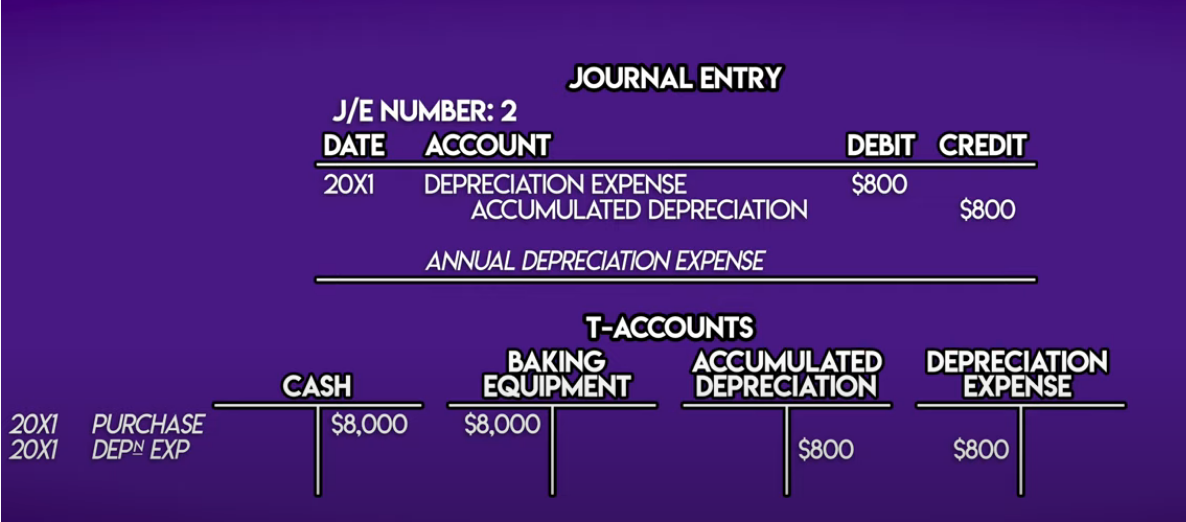 JOURNAL ENTRY
J/E NUMBER: 2
DATE ACCOUNT DEBIT CREDIT
20X1 DEPRECIATION EXPENSE $800
ACCUMULATED DEPRECIATION $800
ANNUAL DEPRECIATION EXPENSE
T-ACCOUNTS
CASH BAKING EQUIPMENT ACCUMULATED DEPRECIATION DEPRECIATION EXPENSE
20X1 PURCHASE $8,000 $8,000
20X1 DEPN EXP $800 $800